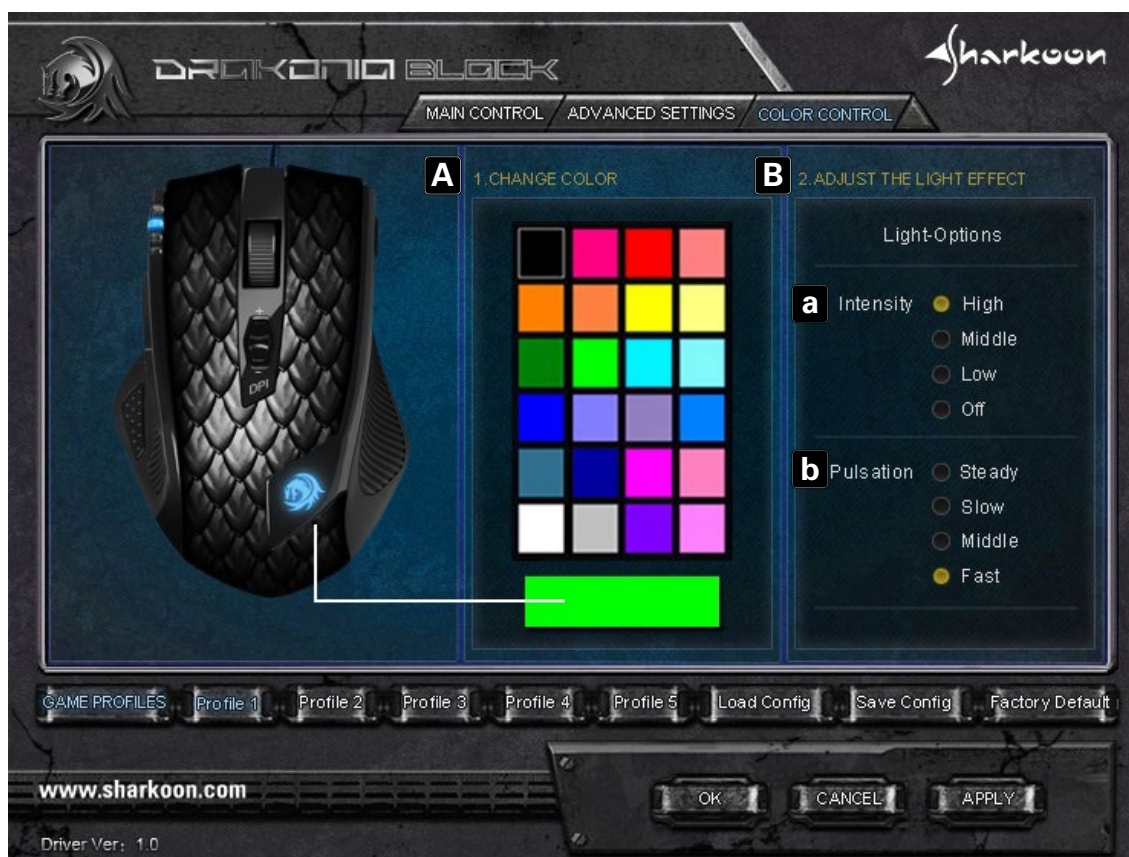 DRAKONIA BLACK
Sharkoon
MAIN CONTROL
ADVANCED SETTINGS
COLOR CONTROL
A
1.CHANGE COLOR
B
2.ADJUST THE LIGHT EFFECT
Light-Options
a
Intensity
High
Middle
Low
Off
b
Pulsation
Steady
Slow
Middle
Fast
+
−
DPI
GAME PROFILES
Profile 1
Profile 2
Profile 3
Profile 4
Profile 5
Load Config
Save Config
Factory Default
www.sharkoon.com
OK
CANCEL
APPLY
Driver Ver: 1.0